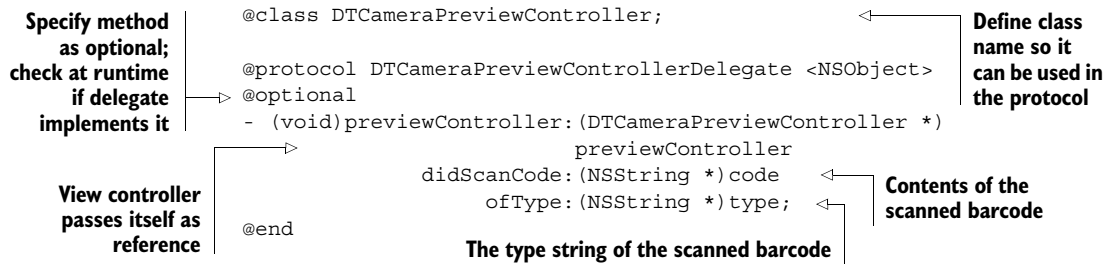 Specify method
as optional;
check at runtime
if delegate
implements it
@class DTCameraPreviewController;
Define class
name so it
can be used in
the protocol
@protocol DTCameraPreviewControllerDelegate <NSObject>
@optional
- (void)previewController:(DTCameraPreviewController *)
previewController
didScanCode:(NSString *)code
ofType:(NSString *)type;
@end
View controller
passes itself as
reference
Contents of the
scanned barcode
The type string of the scanned barcode